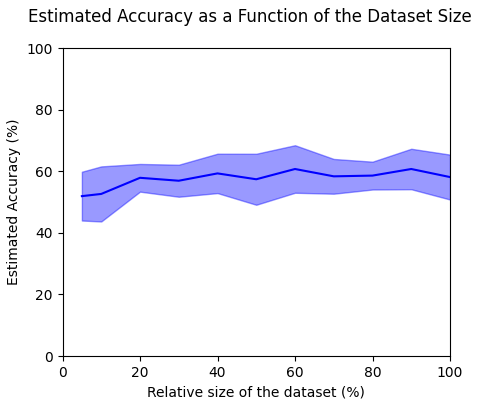 Estimated Accuracy as a Function of the Dataset Size
100
80
60
40
20
0
Estimated Accuracy (%)
0 20 40 60 80 100
Relative size of the dataset (%)